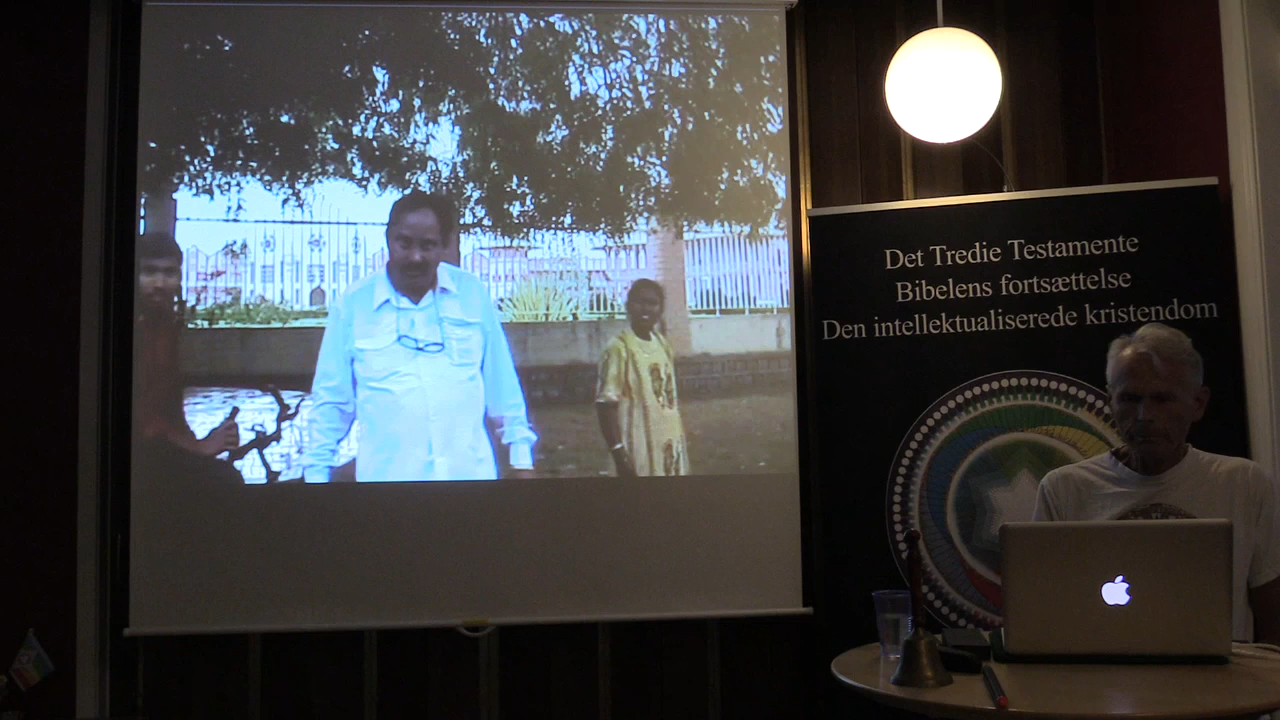 Det Tredie Testamente
Bibelens fortsættelse
Den intellektualiserede kristendom